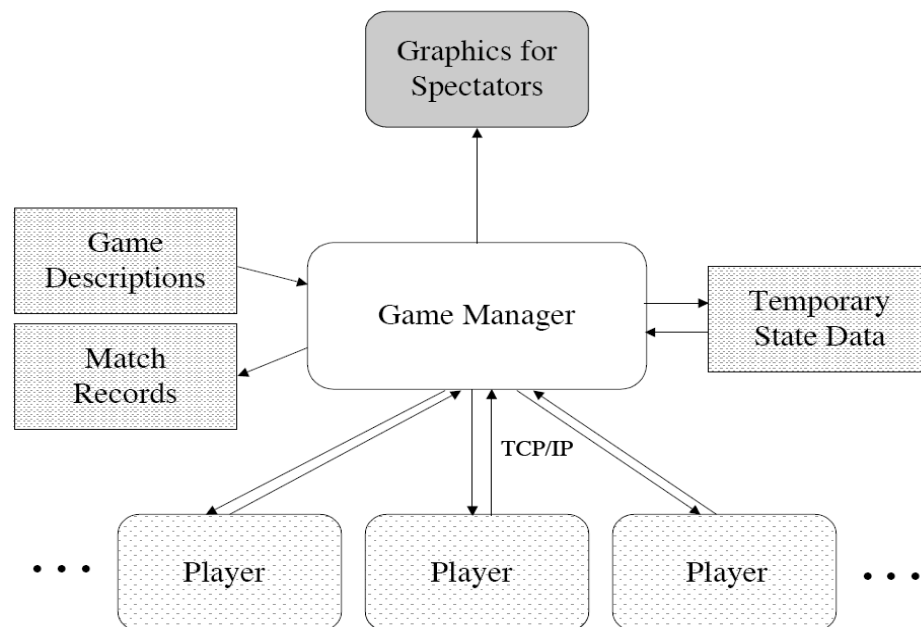 Graphics for
Spectators
Game
Descriptions
Game Manager
Temporary
State Data
Match
Records
TCP/IP
Player
Player
Player